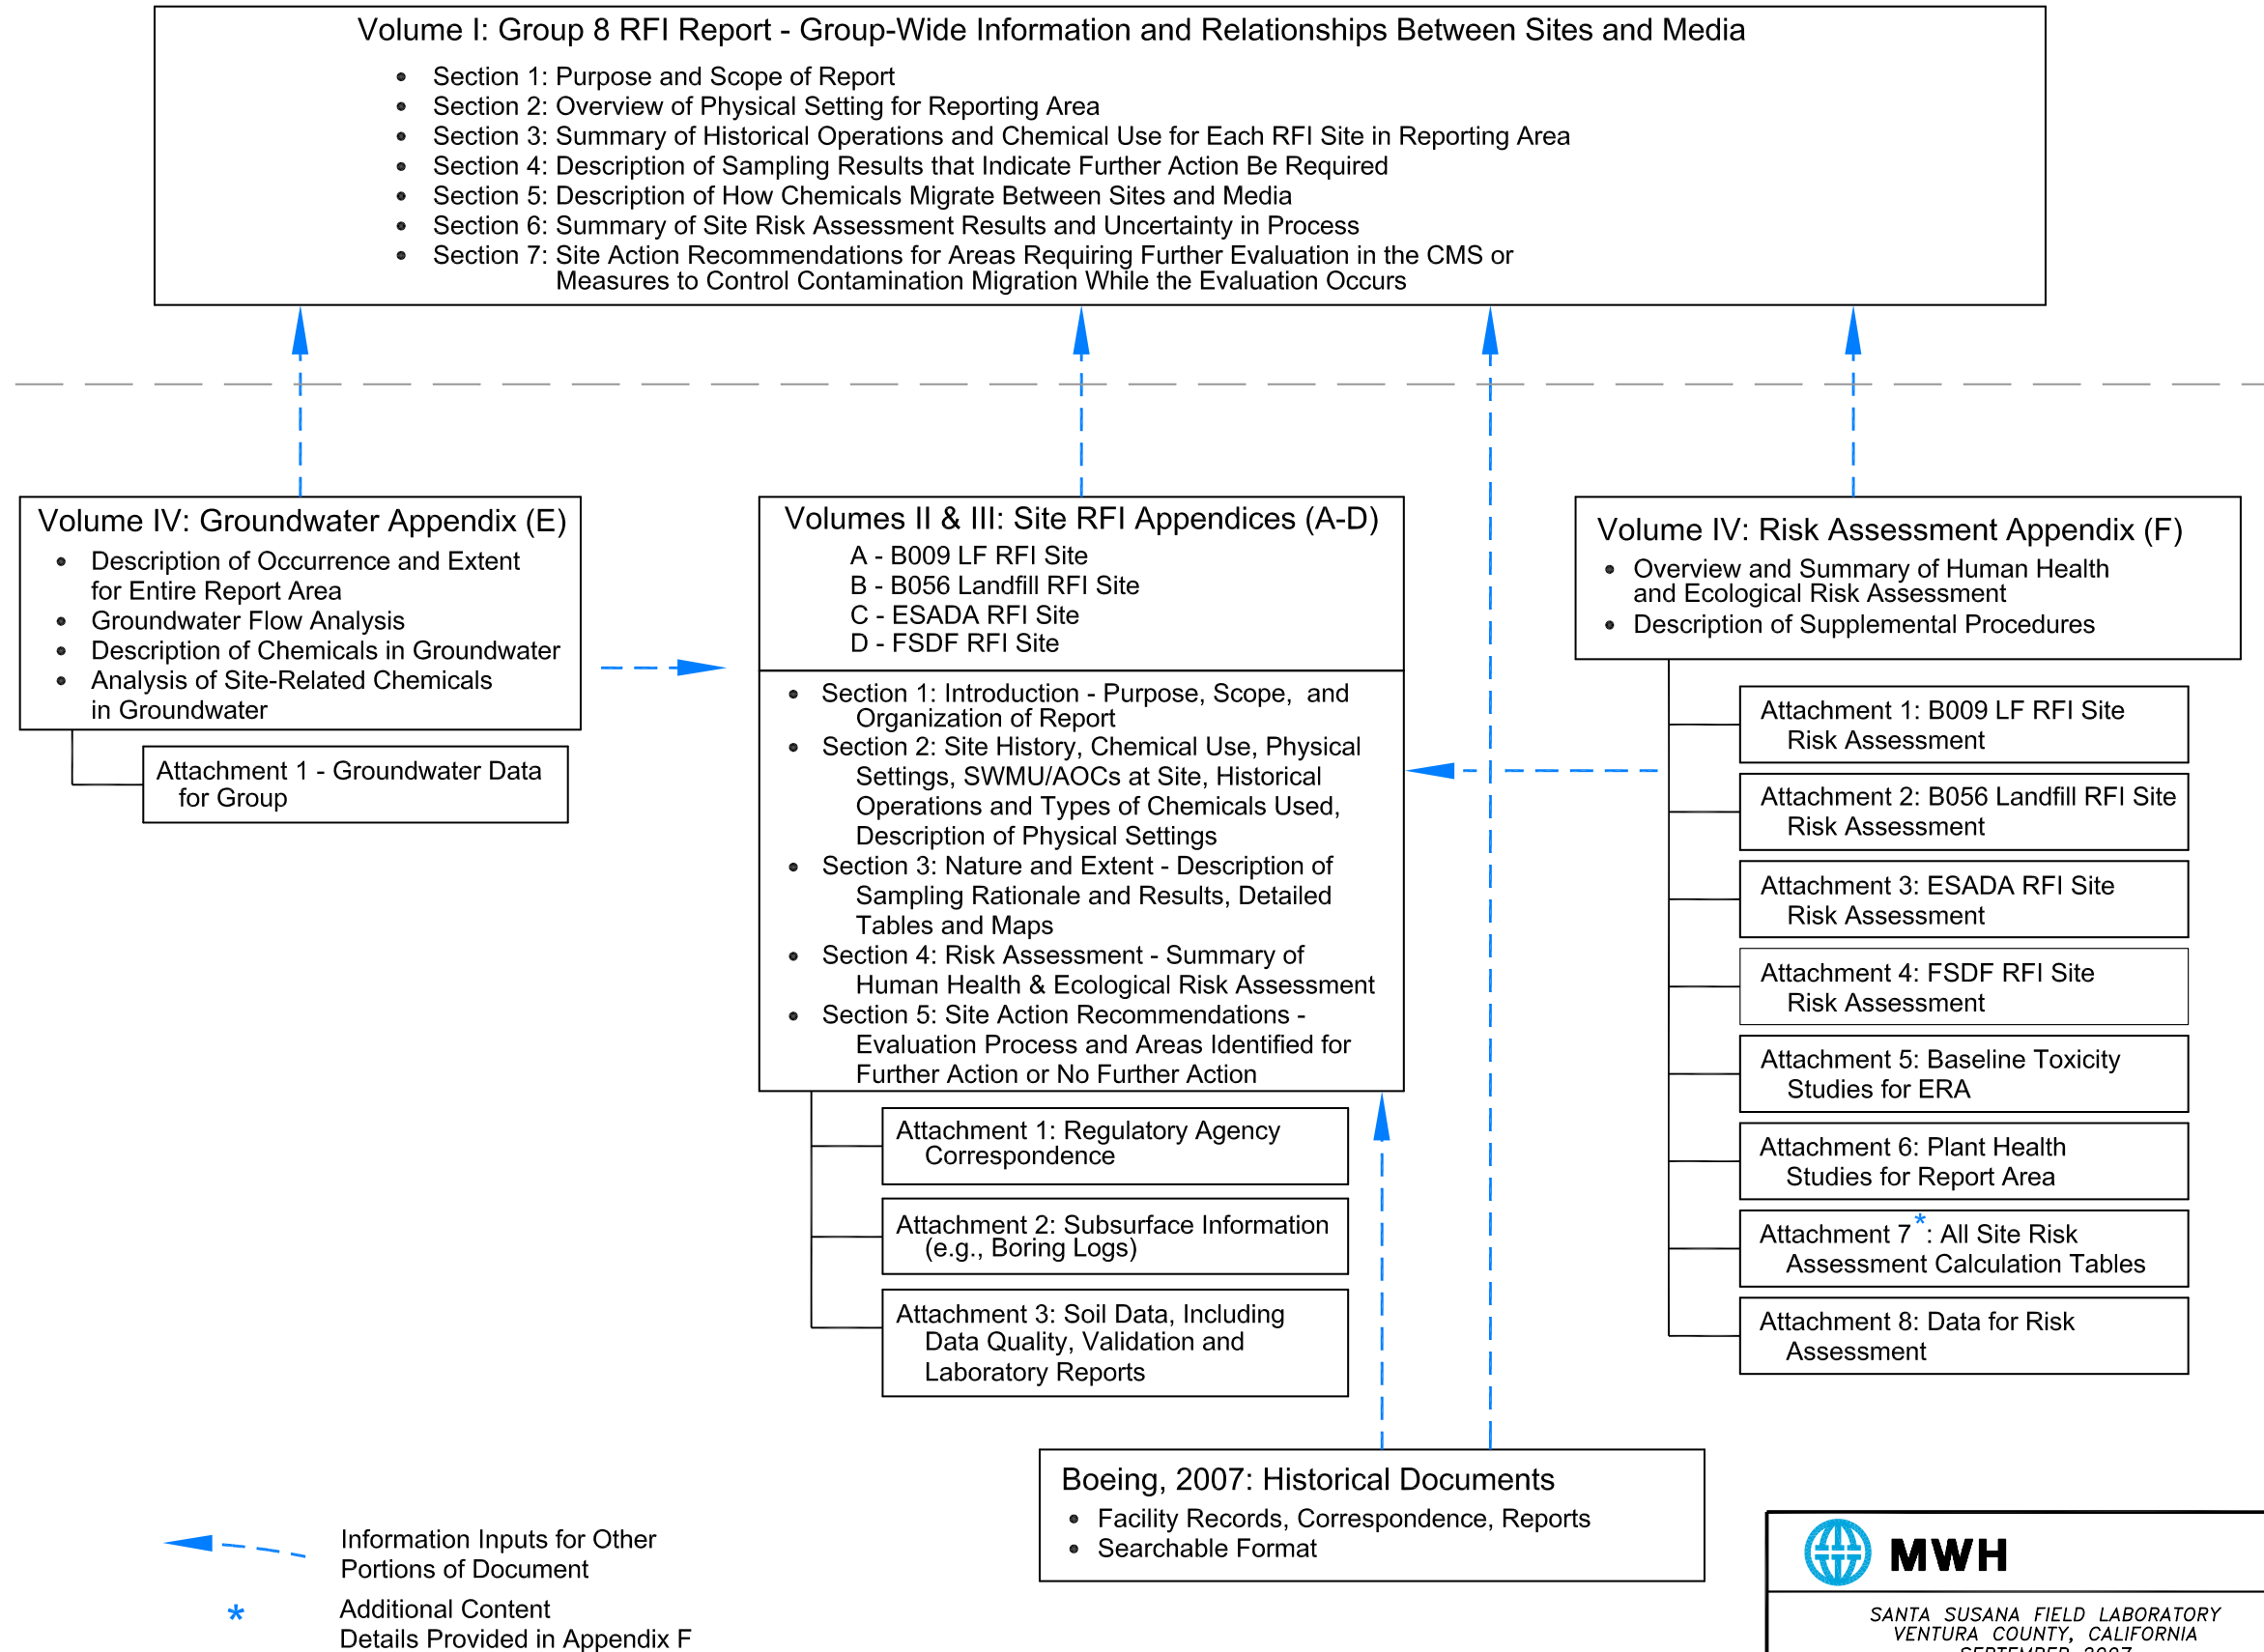 Volume I: Group 8 RFI Report - Group-Wide Information and Relationships Between Sites and Media
• Section 1: Purpose and Scope of Report
• Section 2: Overview of Physical Setting for Reporting Area
• Section 3: Summary of Historical Operations and Chemical Use for Each RFI Site in Reporting Area
• Section 4: Description of Sampling Results that Indicate Further Action Be Required
• Section 5: Description of How Chemicals Migrate Between Sites and Media
• Section 6: Summary of Site Risk Assessment Results and Uncertainty in Process
• Section 7: Site Action Recommendations for Areas Requiring Further Evaluation in the CMS or
Measures to Control Contamination Migration While the Evaluation Occurs
Volume IV: Groundwater Appendix (E)
• Description of Occurrence and Extent
for Entire Report Area
• Groundwater Flow Analysis
• Description of Chemicals in Groundwater
• Analysis of Site-Related Chemicals
in Groundwater
Attachment 1 - Groundwater Data
for Group
Volumes II & III: Site RFI Appendices (A-D)
A - B009 LF RFI Site
B - B056 Landfill RFI Site
C - ESADA RFI Site
D - FSDF RFI Site
• Section 1: Introduction - Purpose, Scope, and
Organization of Report
• Section 2: Site History, Chemical Use, Physical
Settings, SWMU/AOCs at Site, Historical
Operations and Types of Chemicals Used,
Description of Physical Settings
• Section 3: Nature and Extent - Description of
Sampling Rationale and Results, Detailed
Tables and Maps
• Section 4: Risk Assessment - Summary of
Human Health & Ecological Risk Assessment
• Section 5: Site Action Recommendations -
Evaluation Process and Areas Identified for
Further Action or No Further Action
Attachment 1: Regulatory Agency
Correspondence
Attachment 2: Subsurface Information
(e.g., Boring Logs)
Attachment 3: Soil Data, Including
Data Quality, Validation and
Laboratory Reports
Volume IV: Risk Assessment Appendix (F)
• Overview and Summary of Human Health
and Ecological Risk Assessment
• Description of Supplemental Procedures
Attachment 1: B009 LF RFI Site
Risk Assessment
Attachment 2: B056 Landfill RFI Site
Risk Assessment
Attachment 3: ESADA RFI Site
Risk Assessment
Attachment 4: FSDF RFI Site
Risk Assessment
Attachment 5: Baseline Toxicity
Studies for ERA
Attachment 6: Plant Health
Studies for Report Area
Attachment 7*: All Site Risk
Assessment Calculation Tables
Attachment 8: Data for Risk
Assessment
Boeing, 2007: Historical Documents
• Facility Records, Correspondence, Reports
• Searchable Format
Information Inputs for Other
Portions of Document
* Additional Content
Details Provided in Appendix F
MWH
SANTA SUSANA FIELD LABORATORY
VENTURA COUNTY, CALIFORNIA
SEPTEMBER 2007